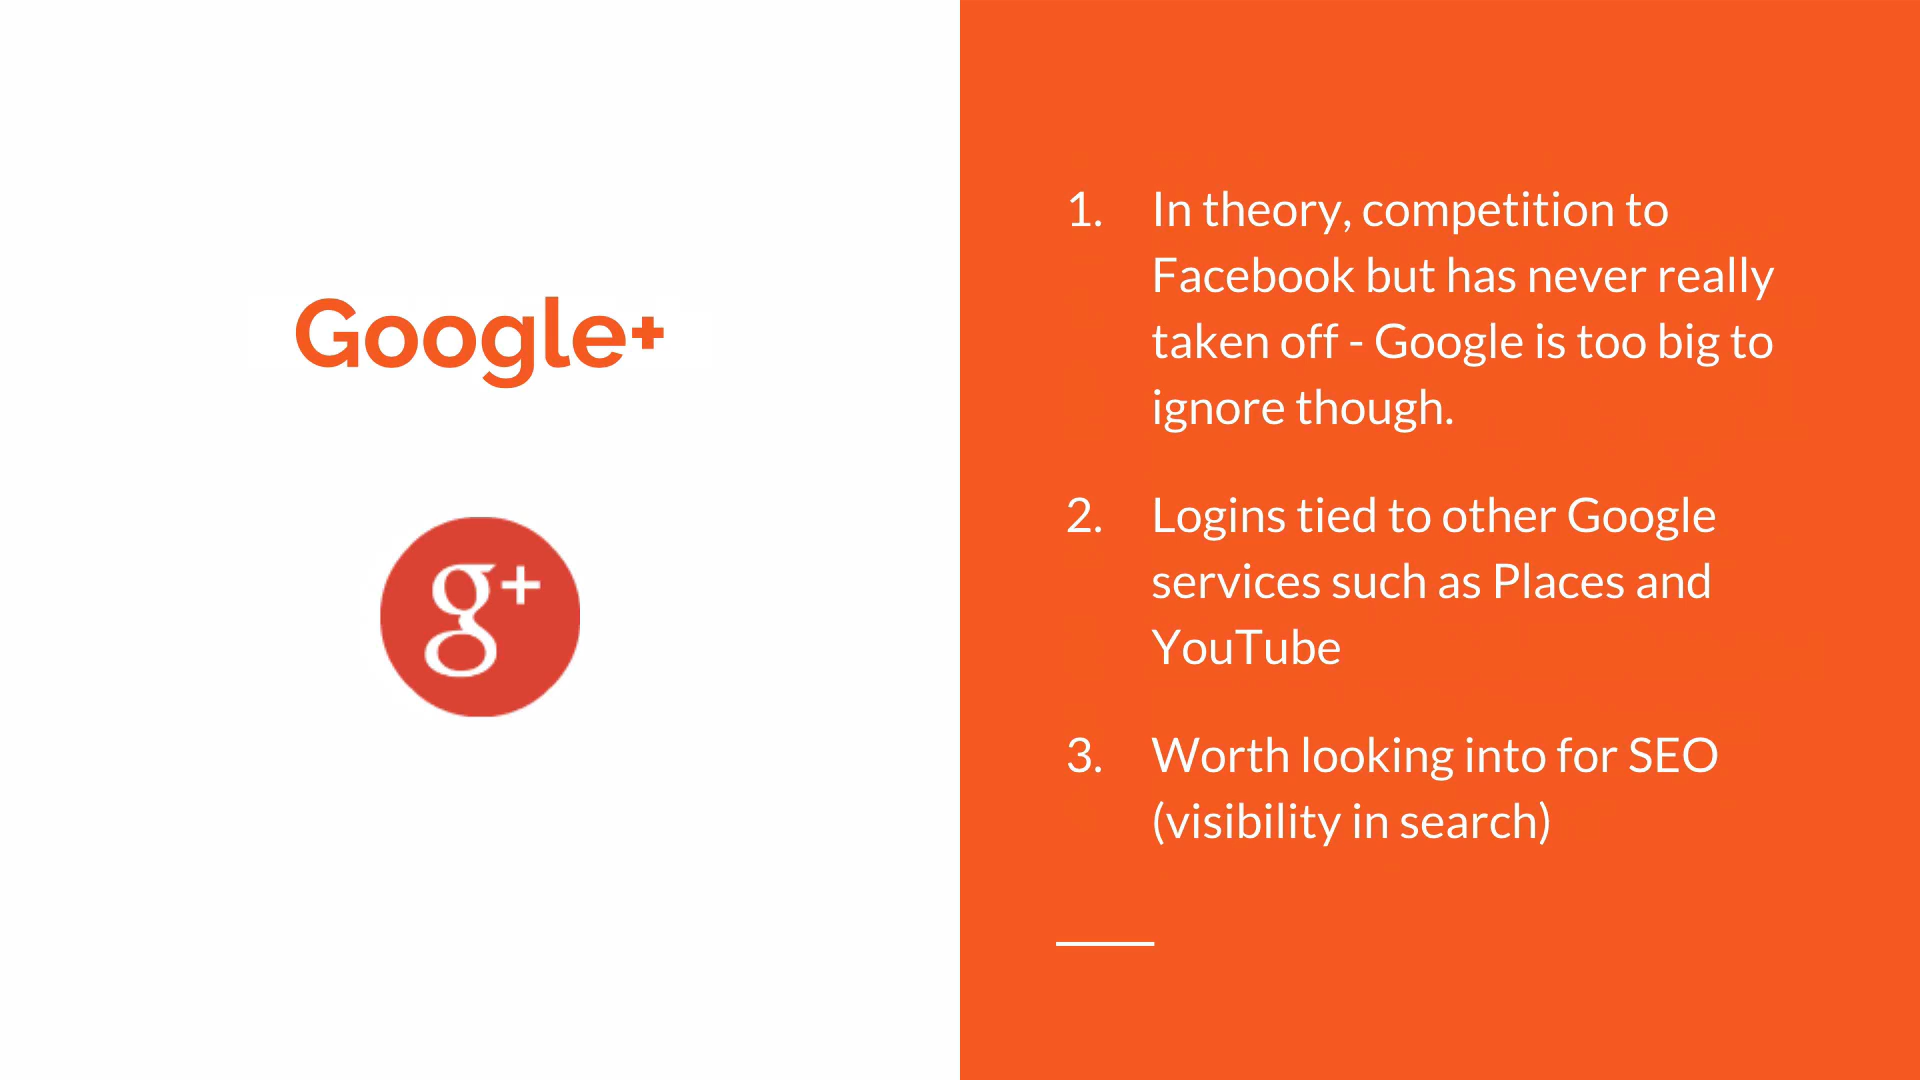 Google+
g+
1. In theory, competition to
Facebook but has never really
taken off - Google is too big to
ignore though.
2. Logins tied to other Google
services such as Places and
YouTube
3. Worth looking into for SEO
(visibility in search)